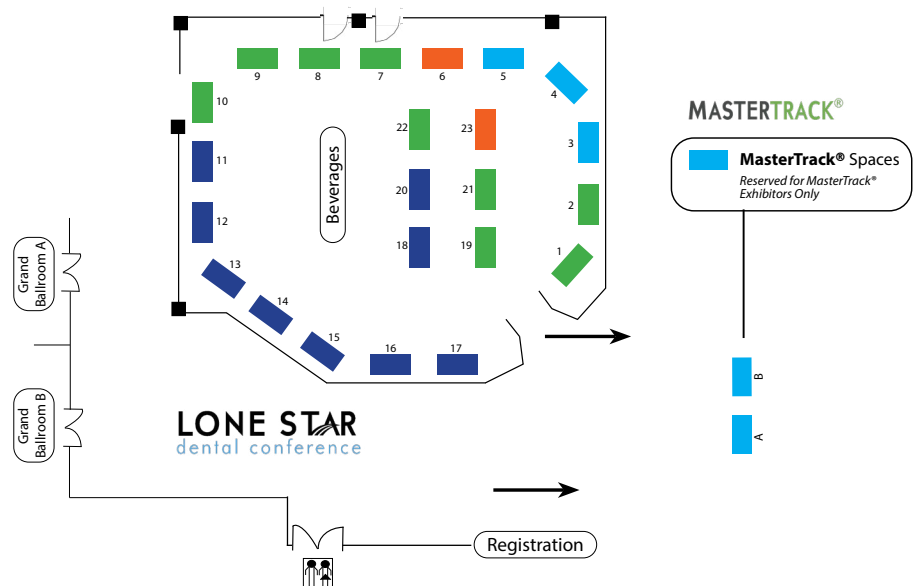 9
8
7
6
5
4
10
22
23
3
MASTERTRACK®
MasterTrack® Spaces
Reserved for MasterTrack®
Exhibitors Only
11
20
21
2
Beverages
12
18
19
1
13
14
15
16
17
Grand
Ballroom A
Grand
Ballroom B
B
A
LONE STAR
dental conference
Registration